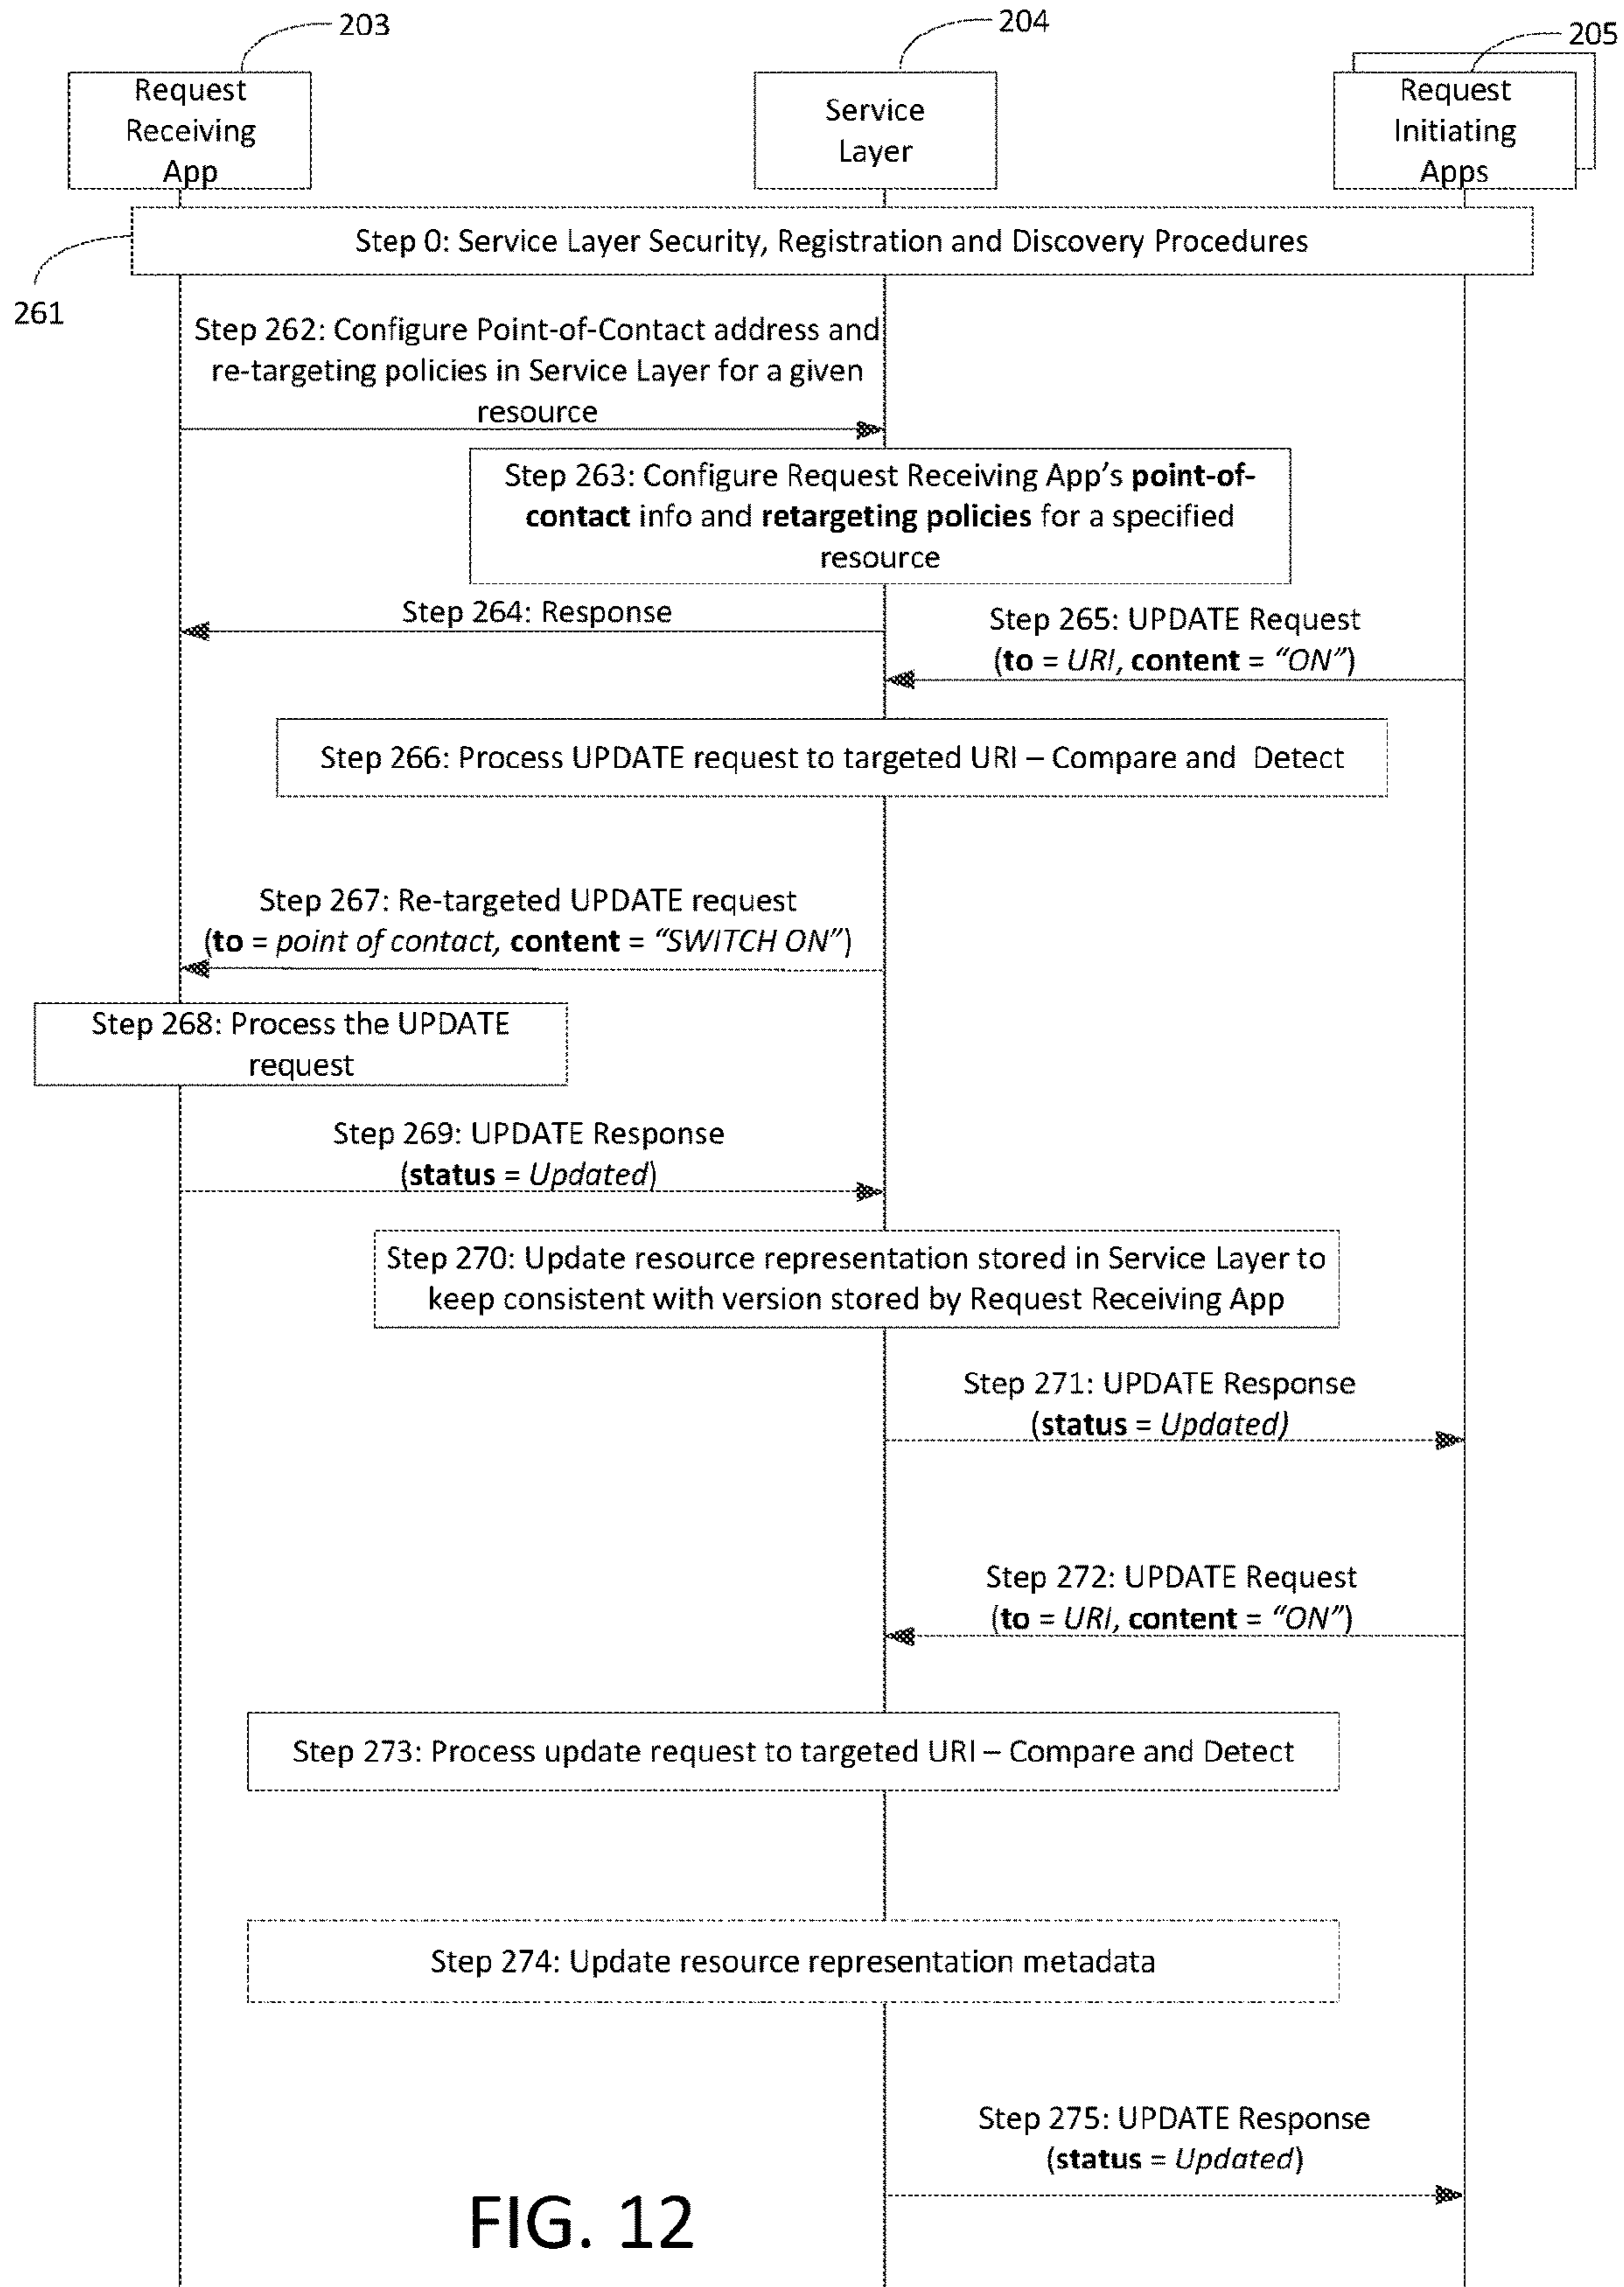 203
204
205
Request
Receiving
App
Service
Layer
Request
Initiating
Apps
Step 0: Service Layer Security, Registration and Discovery Procedures
261
Step 262: Configure Point-of-Contact address and
re-targeting policies in Service Layer for a given
resource
Step 263: Configure Request Receiving App's point-of-
contact info and retargeting policies for a specified
resource
Step 264: Response
Step 265: UPDATE Request
(to = URI, content = “ON”)
Step 266: Process UPDATE request to targeted URI – Compare and Detect
Step 267: Re-targeted UPDATE request
(to = point of contact, content = “SWITCH ON”)
Step 268: Process the UPDATE
request
Step 269: UPDATE Response
(status = Updated)
Step 270: Update resource representation stored in Service Layer to
keep consistent with version stored by Request Receiving App
Step 271: UPDATE Response
(status = Updated)
Step 272: UPDATE Request
(to = URI, content = “ON”)
Step 273: Process update request to targeted URI – Compare and Detect
Step 274: Update resource representation metadata
Step 275: UPDATE Response
(status = Updated)
FIG. 12